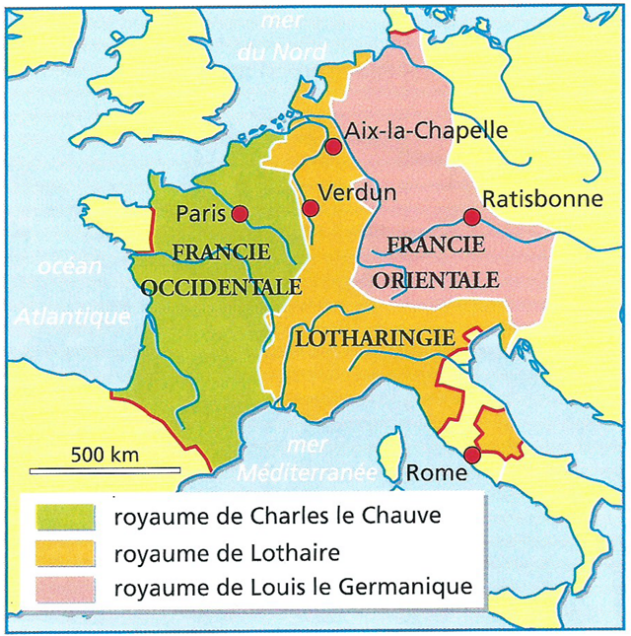 mer
du Nord
Aix-la-Chapelle
Verdun
Paris
Ratisbonne
FRANCIE
OCCIDENTALE
FRANCIE
ORIENTALE
océan
Atlantique
LOTHARINGIE
500 km
mer
Méditerranée
Rome
royaume de Charles le Chauve
royaume de Lothaire
royaume de Louis le Germanique